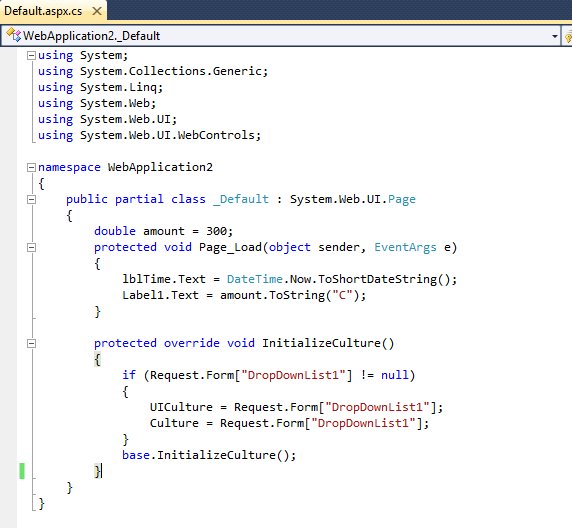 Default.aspx.cs
WebApplication2._Default
using System;
using System.Collections.Generic;
using System.Linq;
using System.Web;
using System.Web.UI;
using System.Web.UI.WebControls;
namespace WebApplication2
{
public partial class _Default : System.Web.UI.Page
{
double amount = 300;
protected void Page_Load(object sender, EventArgs e)
{
lblTime.Text = DateTime.Now.ToShortDateString();
Label1.Text = amount.ToString("C");
}
protected override void InitializeCulture()
{
if (Request.Form["DropDownList1"] != null)
{
UICulture = Request.Form["DropDownList1"];
Culture = Request.Form["DropDownList1"];
}
base.InitializeCulture();
}
}
}